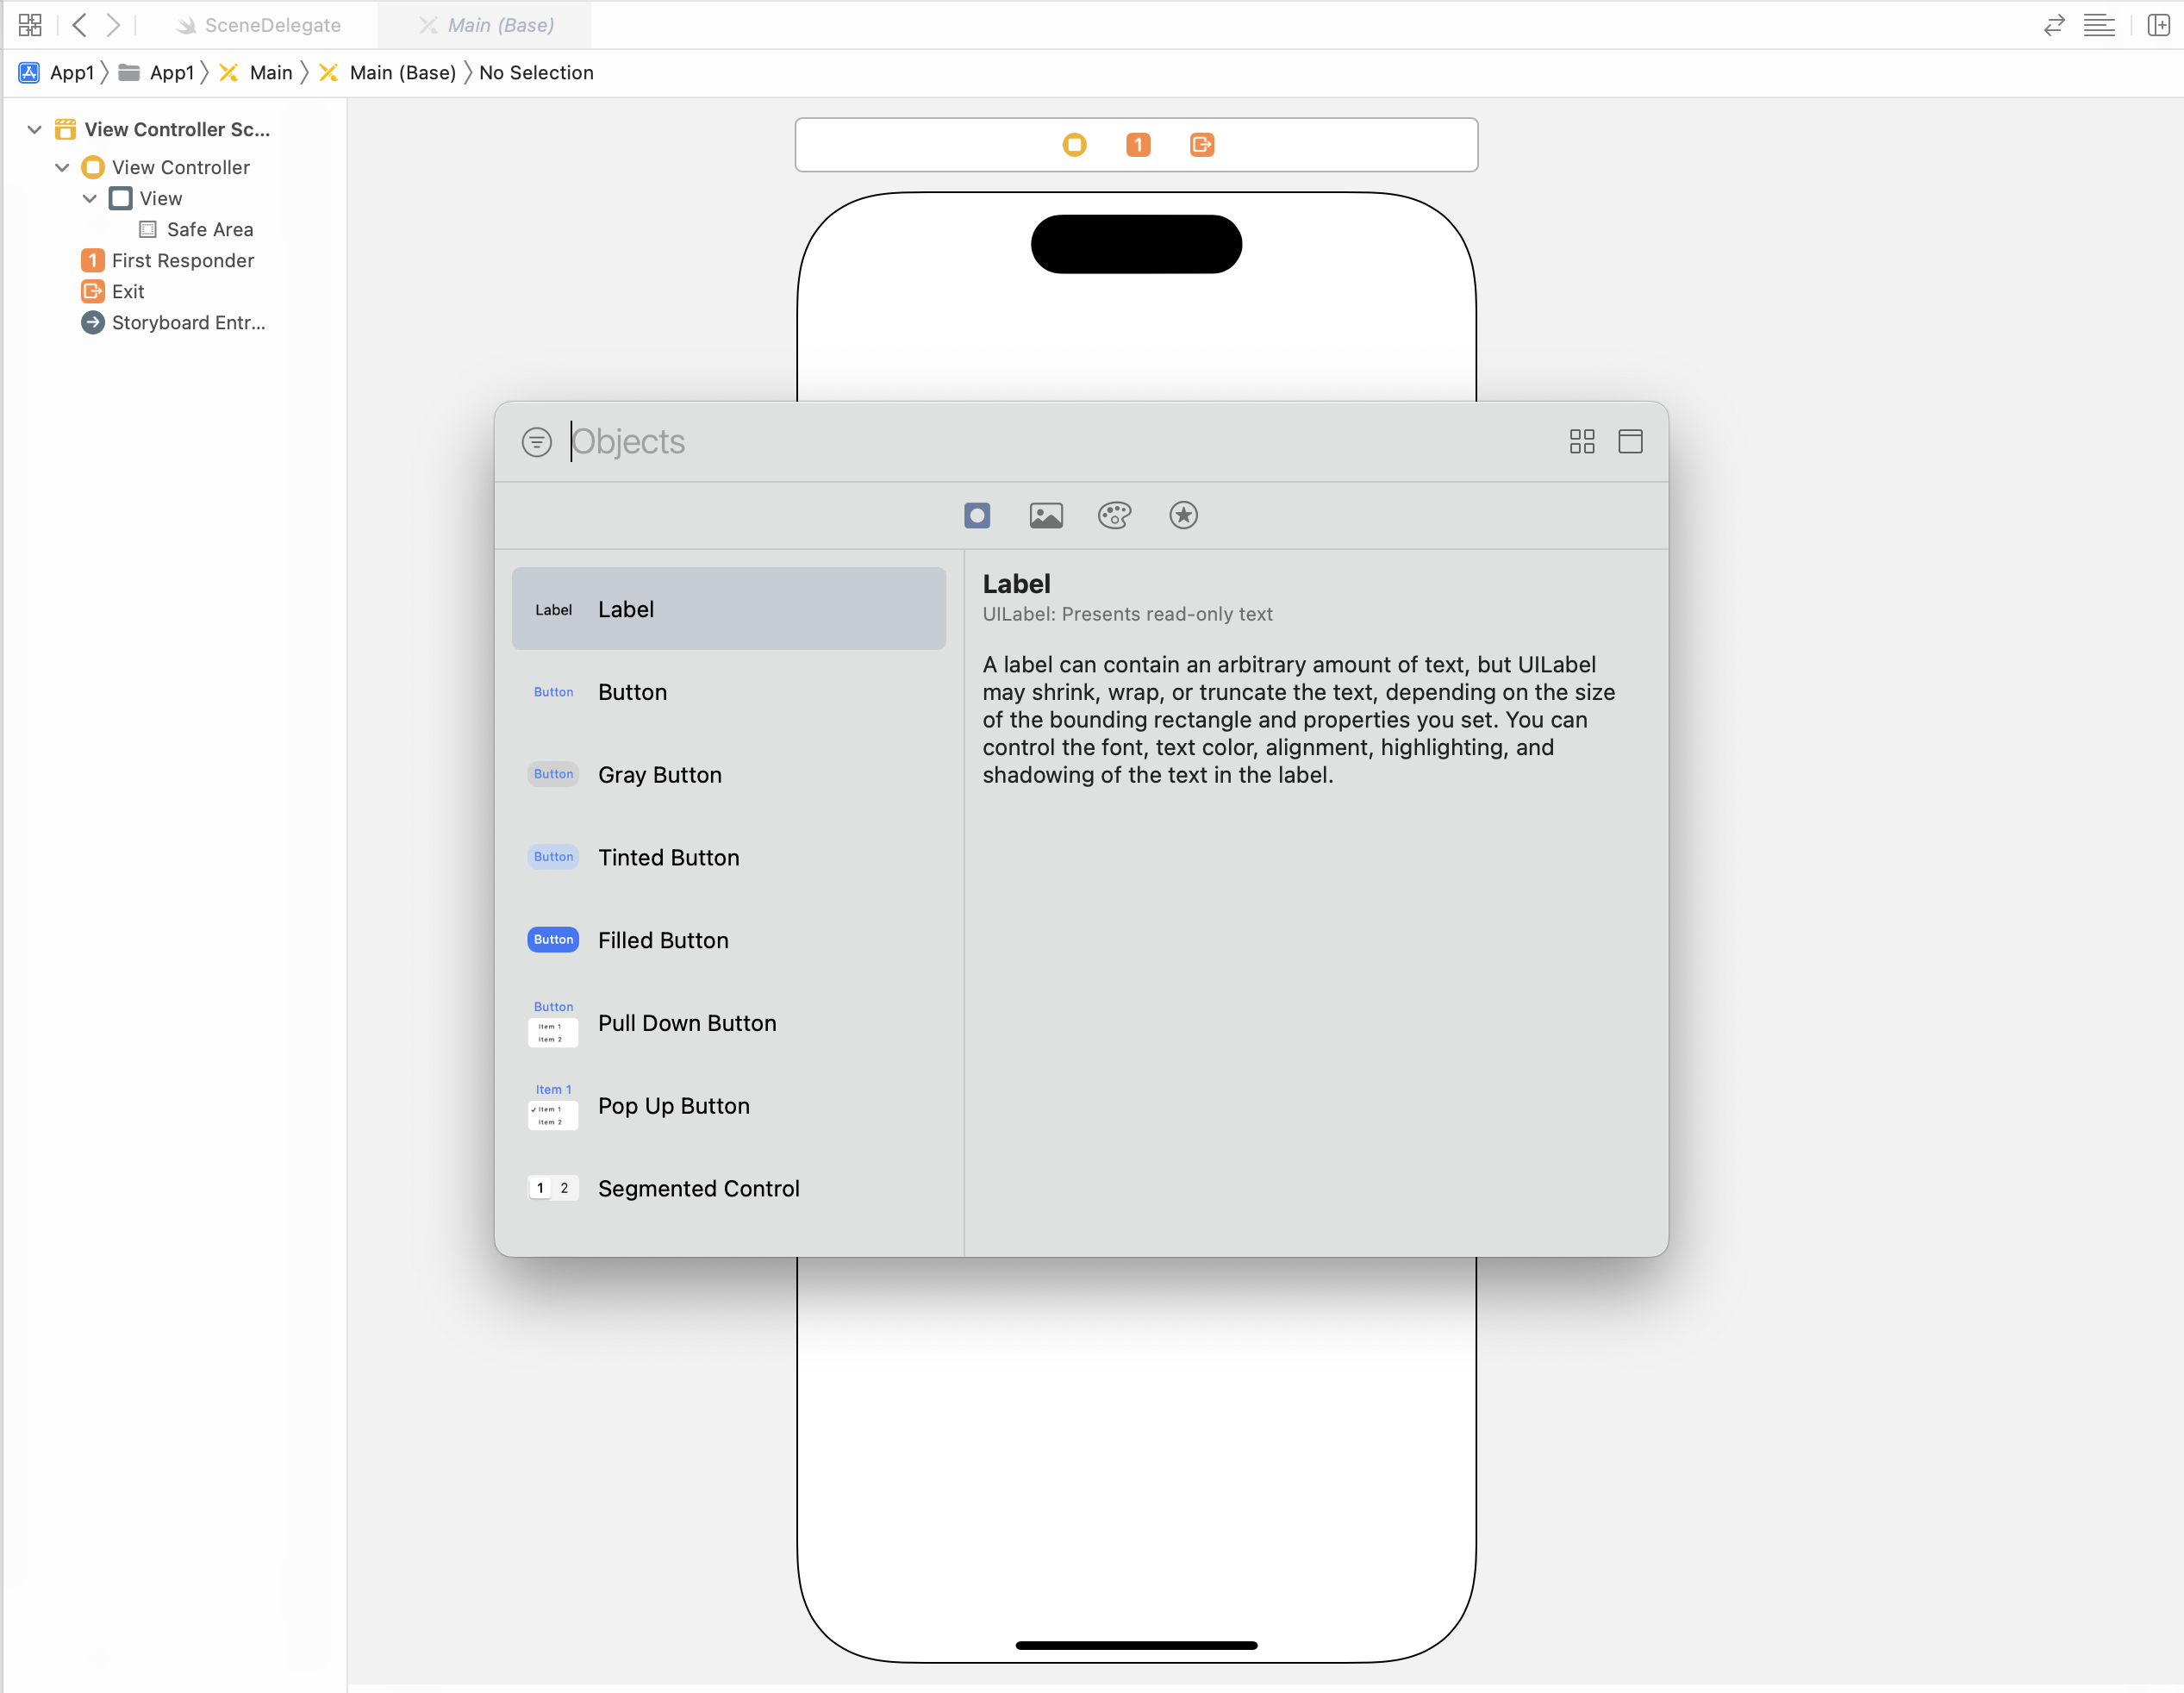 SceneDelegate
Main (Base)
App1
App1
Main
Main (Base)
No Selection
View Controller Sc...
View Controller
View
Safe Area
1 First Responder
Exit
Storyboard Entr...
1
Objects
Label Label
Button Button
Button Gray Button
Button Tinted Button
Button Filled Button
Button
Item 1
Item 2
Pull Down Button
Item 1
✓ Item 1
Item 2
Pop Up Button
1 2 Segmented Control
Label
UILabel: Presents read-only text
A label can contain an arbitrary amount of text, but UILabel
may shrink, wrap, or truncate the text, depending on the size
of the bounding rectangle and properties you set. You can
control the font, text color, alignment, highlighting, and
shadowing of the text in the label.